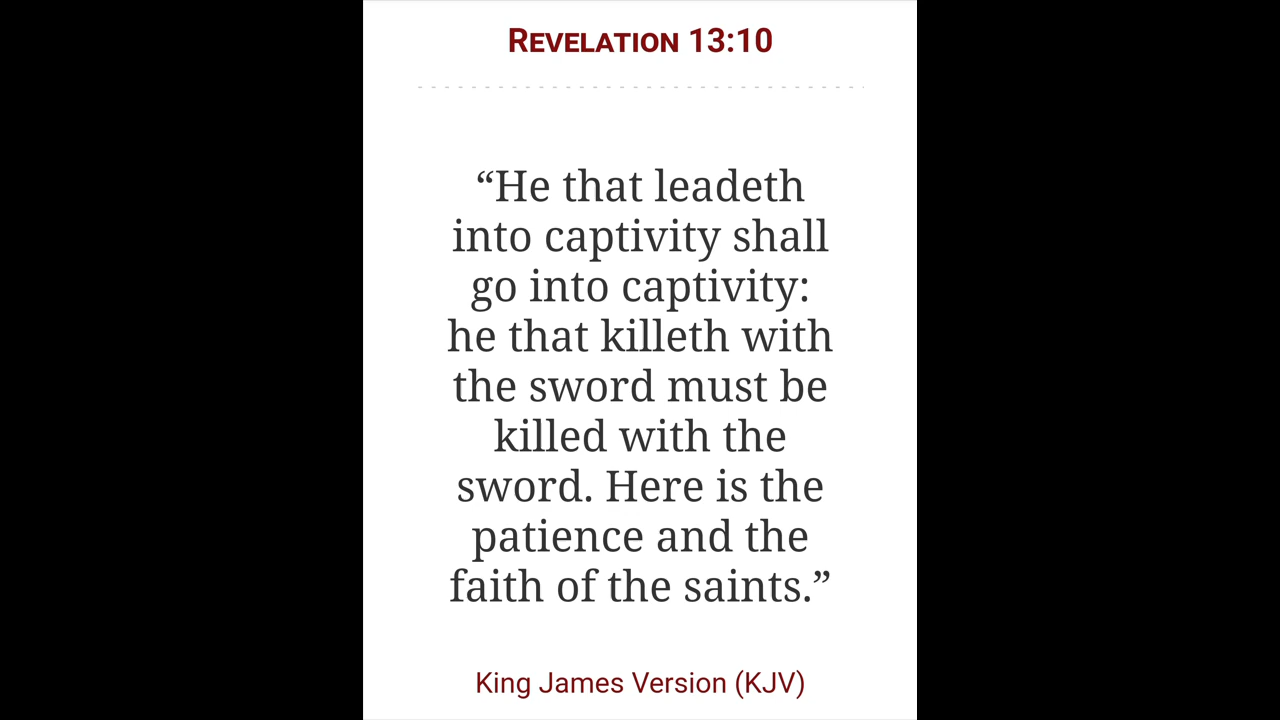 Revelation 13:10
“He that leadeth
into captivity shall
go into captivity:
he that killeth with
the sword must be
killed with the
sword. Here is the
patience and the
faith of the saints.”
King James Version (KJV)